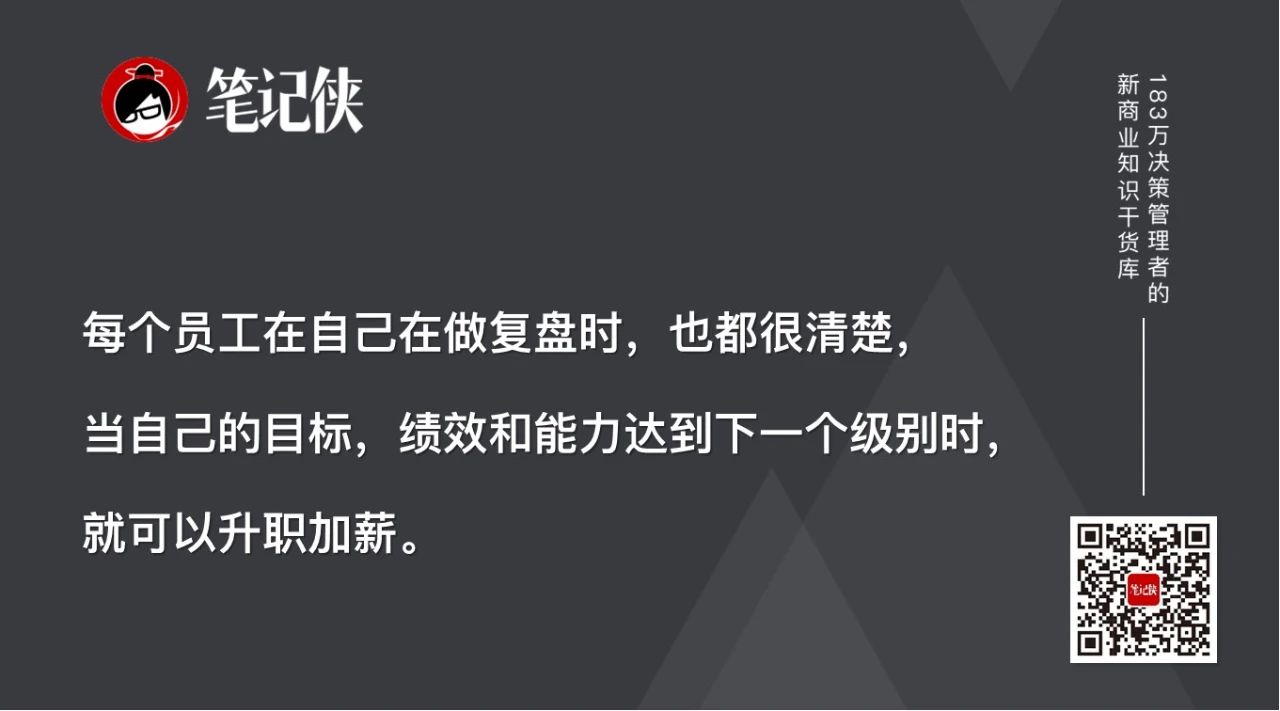 笔记侠
183万决策管理者的
新商业知识干货库
每个员工在自己在做复盘时，也都很清楚，
当自己的目标，绩效和能力达到下一个级别时，
就可以升职加薪。
笔记侠